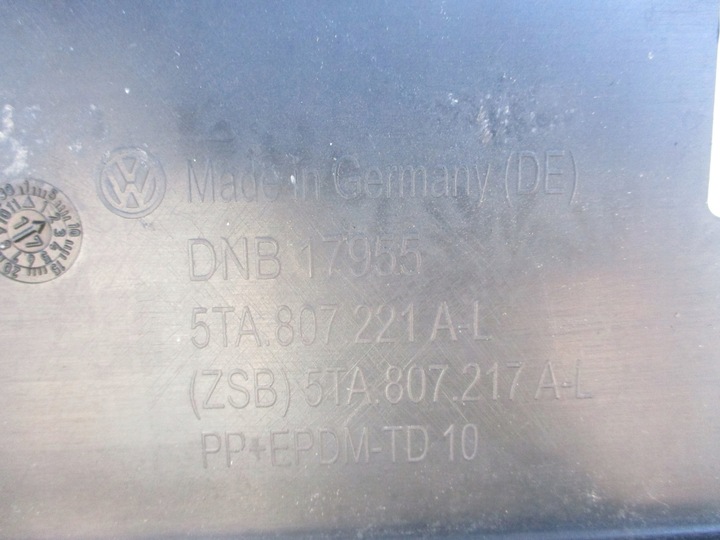 Made in Germany (DE)
DNB 17955
5TA.807.221 A-L
(ZSB) 5TA.807.217 A-L
PP+EPDM-TD 10